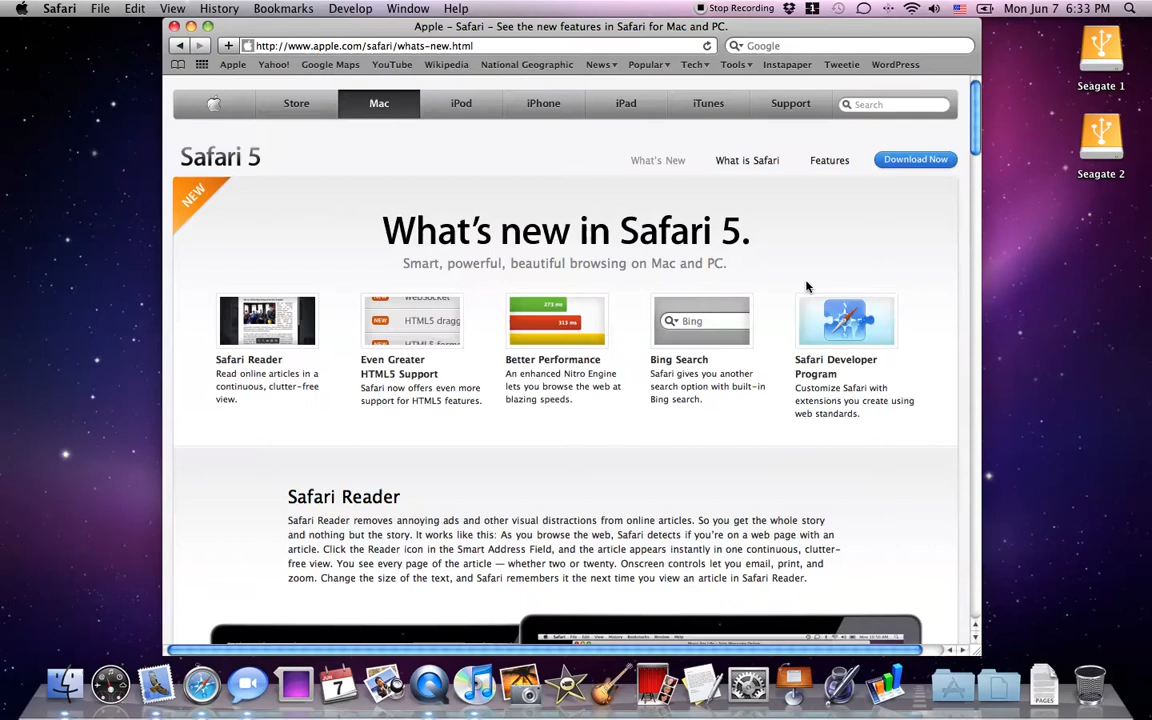 Safari File Edit View History Bookmarks Develop Window Help Stop Recording 1 Mon Jun 7 6:33 PM
Apple – Safari – See the new features in Safari for Mac and PC.
http://www.apple.com/safari/whats-new.html Google
Apple Yahoo! Google Maps YouTube Wikipedia National Geographic News Popular Tech Tools Instapaper Tweetie WordPress
Seagate 1
Seagate 2
Store Mac iPod iPhone iPad iTunes Support Search
Safari 5 What's New What is Safari Features Download Now
NEW
What's new in Safari 5.
Smart, powerful, beautiful browsing on Mac and PC.
NEW HTML5 dragg
273 ms
313 ms
Bing
Safari Reader
Read online articles in a
continuous, clutter-free
view.
Even Greater
HTML5 Support
Safari now offers even more
support for HTML5 features.
Better Performance
An enhanced Nitro Engine
lets you browse the web at
blazing speeds.
Bing Search
Safari gives you another
search option with built-in
Bing search.
Safari Developer
Program
Customize Safari with
extensions you create using
web standards.
Safari Reader
Safari Reader removes annoying ads and other visual distractions from online articles. So you get the whole story
and nothing but the story. It works like this: As you browse the web, Safari detects if you're on a web page with an
article. Click the Reader icon in the Smart Address Field, and the article appears instantly in one continuous, clutter-
free view. You see every page of the article — whether two or twenty. Onscreen controls let you email, print, and
zoom. Change the size of the text, and Safari remembers it the next time you view an article in Safari Reader.
JUN
7
PAGES